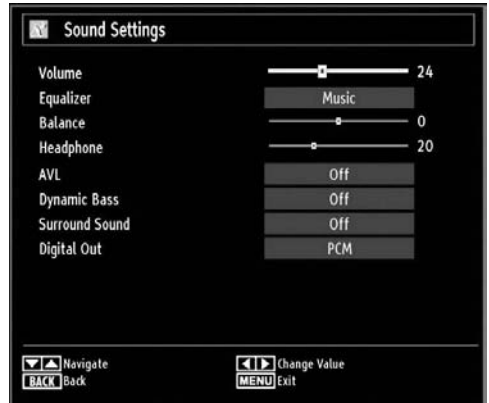 Sound Settings
Volume 24
Equalizer Music
Balance 0
Headphone 20
AVL Off
Dynamic Bass Off
Surround Sound Off
Digital Out PCM
Navigate Change Value
BACK Back MENU Exit